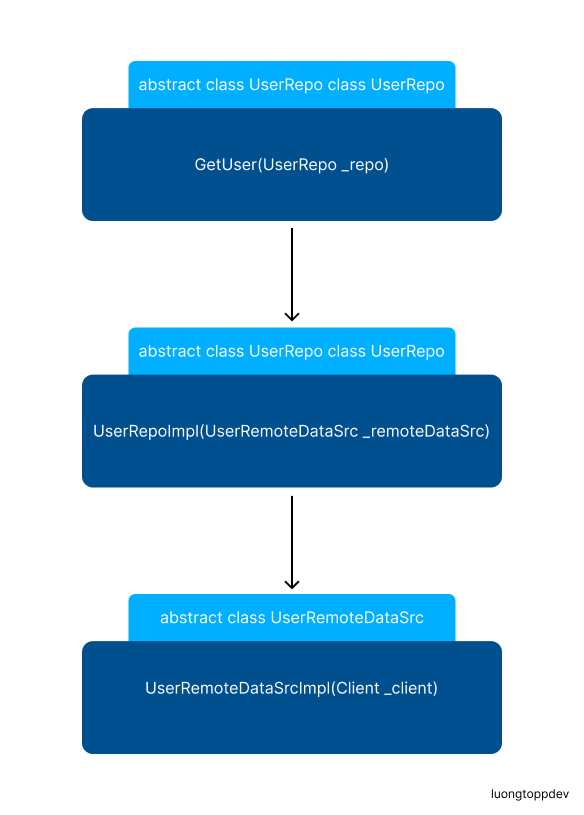 abstract class UserRepo class UserRepo
GetUser(UserRepo _repo)
abstract class UserRepo class UserRepo
UserRepoImpl(UserRemoteDataSrc _remoteDataSrc)
abstract class UserRemoteDataSrc
UserRemoteDataSrcImpl(Client _client)
luongtoppdev